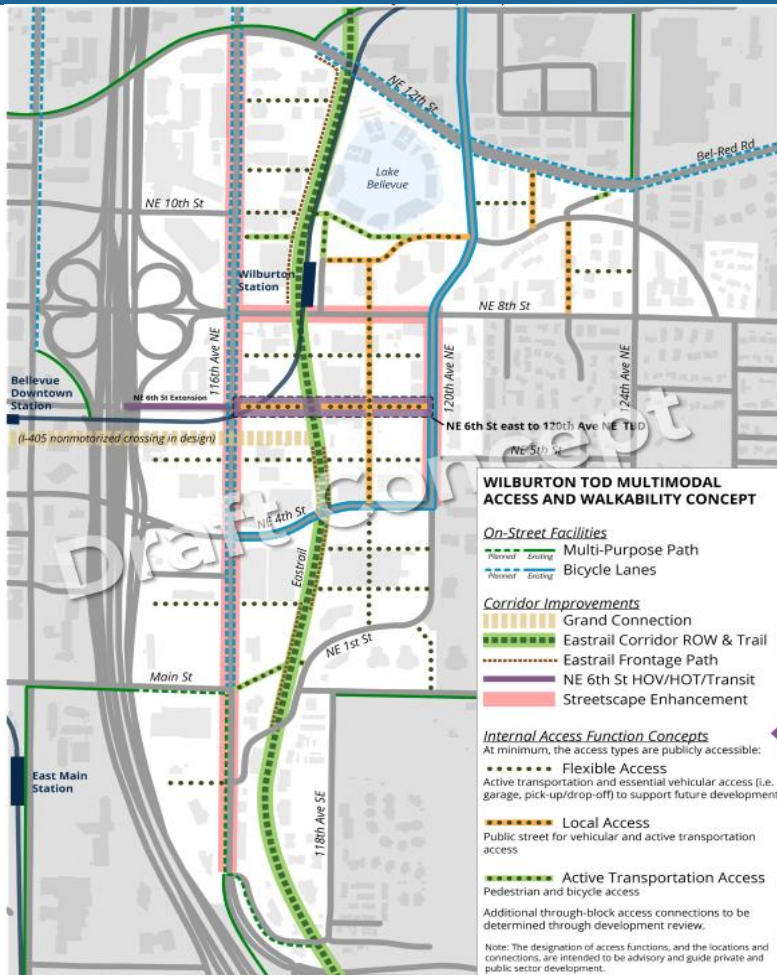 NE 12th St
Bel-Red Rd
Lake
Bellevue
NE 10th St
Wilburton
Station
NE 8th St
116th Ave NE
120th Ave NE
124th Ave NE
Bellevue
Downtown
Station
NE 6th St Extension
NE 6th St east to 120th Ave NE TBD
(I-405 nonmotorized crossing in design)
NE 5th St
Draft Concept
NE 4th St
Eastrail
NE 1st St
Main St
East Main
Station
118th Ave SE
WILBURTON TOD MULTIMODAL
ACCESS AND WALKABILITY CONCEPT
On-Street Facilities
Planned Existing Multi-Purpose Path
Planned Existing Bicycle Lanes
Corridor Improvements
Grand Connection
Eastrail Corridor ROW & Trail
Eastrail Frontage Path
NE 6th St HOV/HOT/Transit
Streetscape Enhancement
Internal Access Function Concepts
At minimum, the access types are publicly accessible:
Flexible Access
Active transportation and essential vehicular access (i.e.
garage, pick-up/drop-off) to support future development
Local Access
Public street for vehicular and active transportation
access
Active Transportation Access
Pedestrian and bicycle access
Additional through-block access connections to be
determined through development review.
Note: The designation of access functions, and the locations and
connections, are intended to be advisory and guide private and
public sector development.